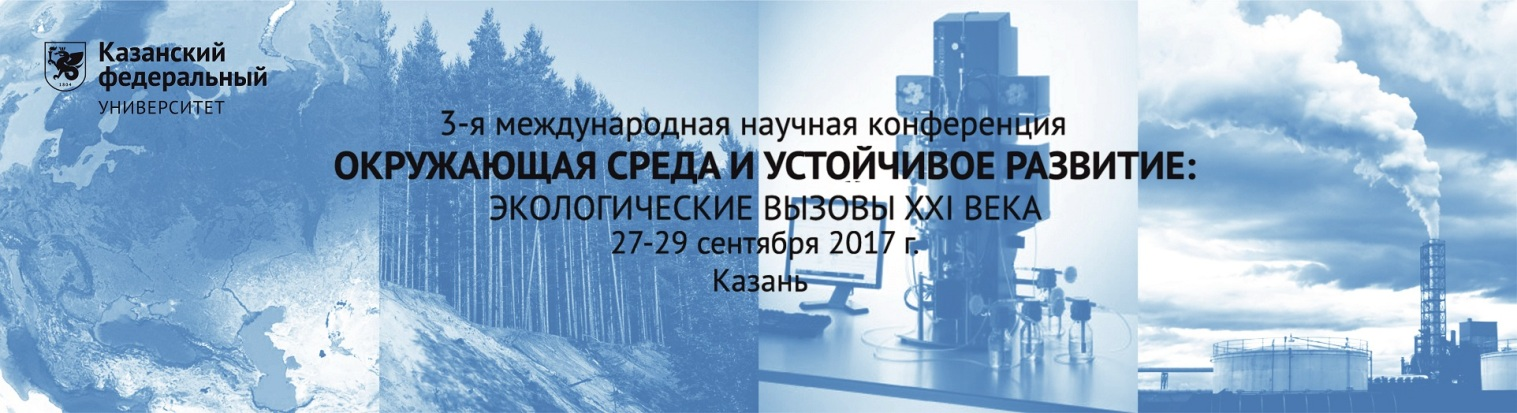 Казанский
федеральный
УНИВЕРСИТЕТ
1804
3-я международная научная конференция
ОКРУЖАЮЩАЯ СРЕДА И УСТОЙЧИВОЕ РАЗВИТИЕ:
ЭКОЛОГИЧЕСКИЕ ВЫЗОВЫ XXI ВЕКА
27-29 сентября 2017 г.
Казань